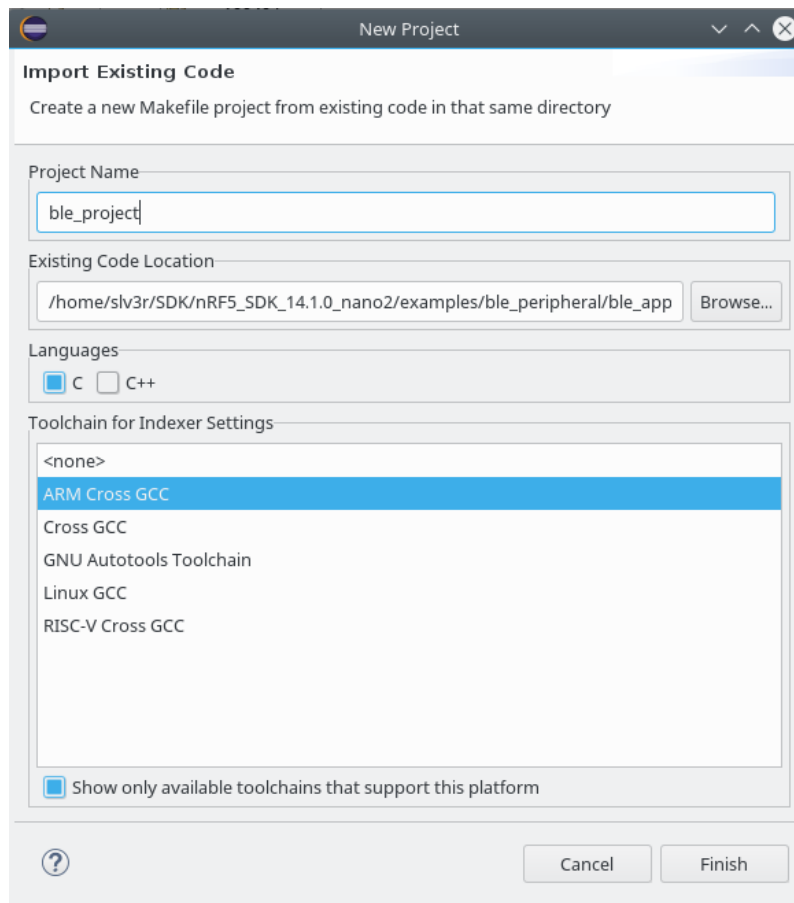 New Project
Import Existing Code
Create a new Makefile project from existing code in that same directory
Project Name
ble_project
Existing Code Location
/home/slv3r/SDK/nRF5_SDK_14.1.0_nano2/examples/ble_peripheral/ble_app
Browse...
Languages
C C++
Toolchain for Indexer Settings
<none>
ARM Cross GCC
Cross GCC
GNU Autotools Toolchain
Linux GCC
RISC-V Cross GCC
Show only available toolchains that support this platform
? Cancel Finish